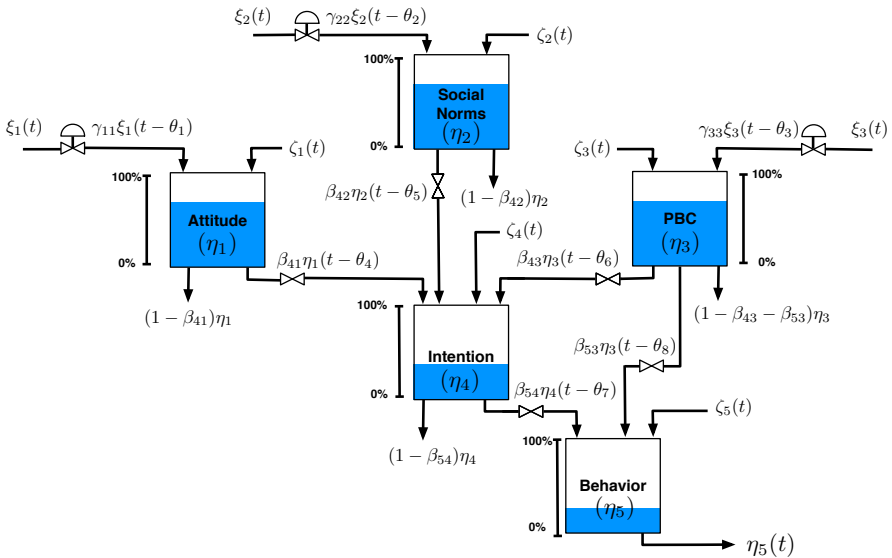 ξ₂(t)
γ₂₂ξ₂(t − θ₂)
ζ₂(t)
100%
Social
Norms
(η₂)
0%
ξ₁(t)
γ₁₁ξ₁(t − θ₁)
ζ₁(t)
100%
Attitude
(η₁)
0%
β₄₂η₂(t − θ₅)
(1 − β₄₂)η₂
ζ₃(t)
γ₃₃ξ₃(t − θ₃)
ξ₃(t)
100%
PBC
(η₃)
0%
ζ₄(t)
β₄₁η₁(t − θ₄)
β₄₃η₃(t − θ₆)
(1 − β₄₁)η₁
(1 − β₄₃ − β₅₃)η₃
100%
Intention
(η₄)
0%
β₅₃η₃(t − θ₈)
β₅₄η₄(t − θ₇)
ζ₅(t)
(1 − β₅₄)η₄
100%
Behavior
(η₅)
0%
η₅(t)